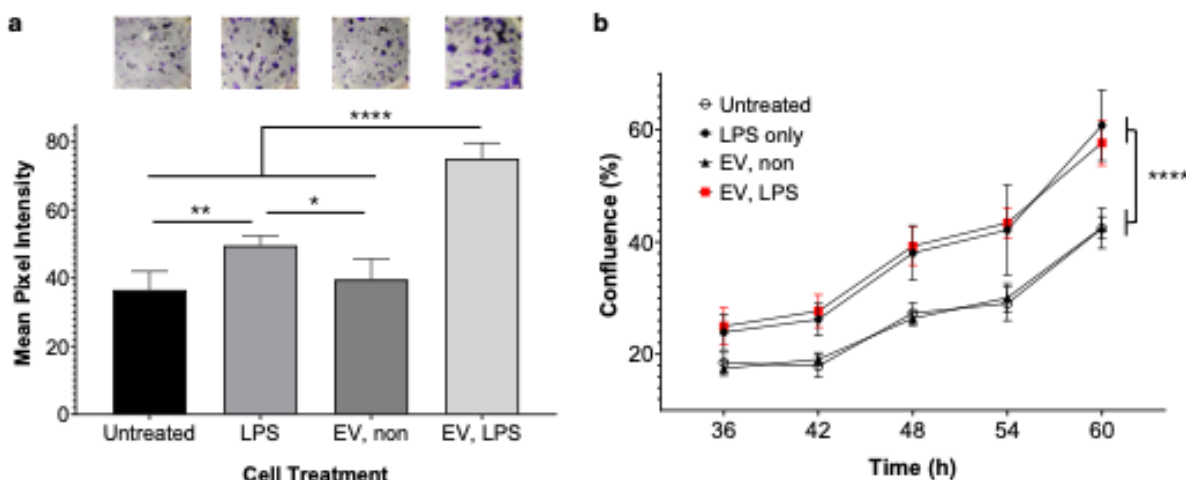 a
****
80
60
40
20
0
**
*
Mean Pixel Intensity
Untreated LPS EV, non EV, LPS
Cell Treatment
b
Untreated
LPS only
EV, non
EV, LPS
60
40
20
Confluence (%)
****
36 42 48 54 60
Time (h)